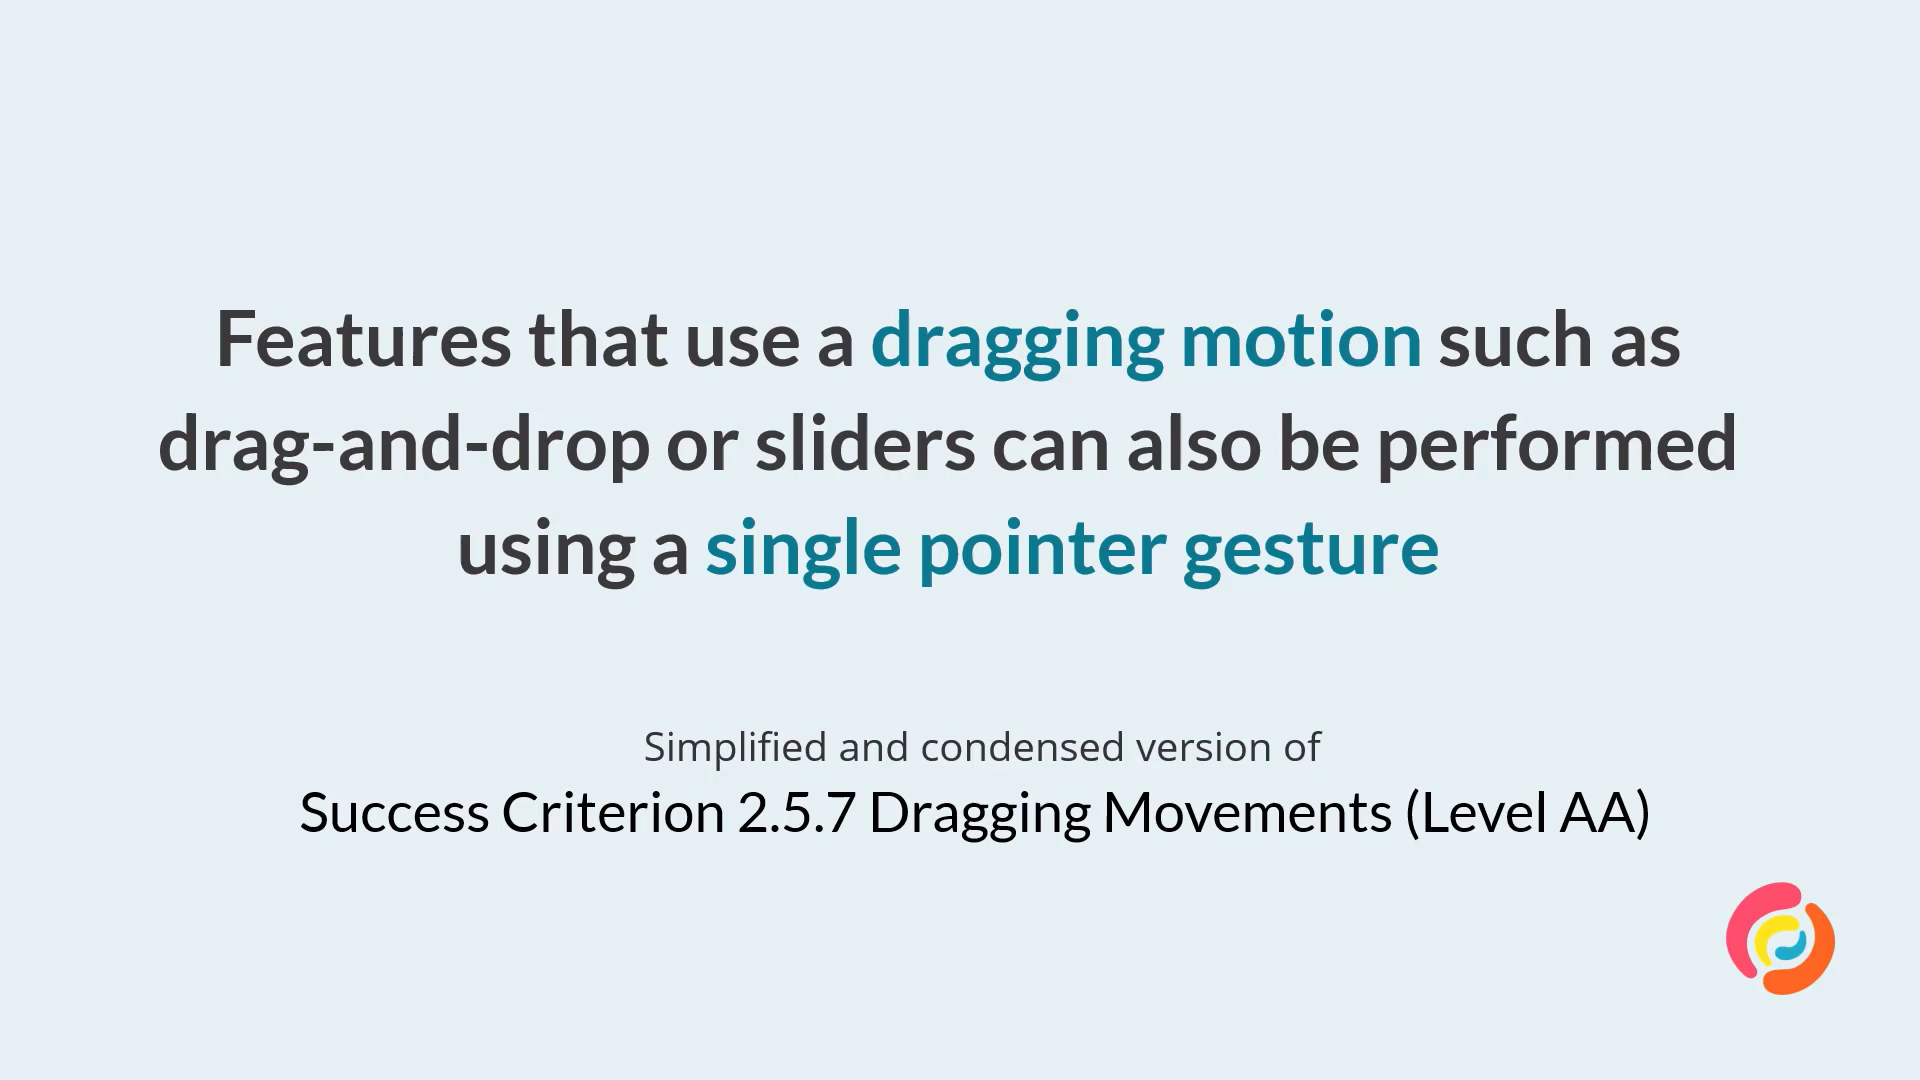 Features that use a dragging motion such as
drag-and-drop or sliders can also be performed
using a single pointer gesture
Simplified and condensed version of
Success Criterion 2.5.7 Dragging Movements (Level AA)